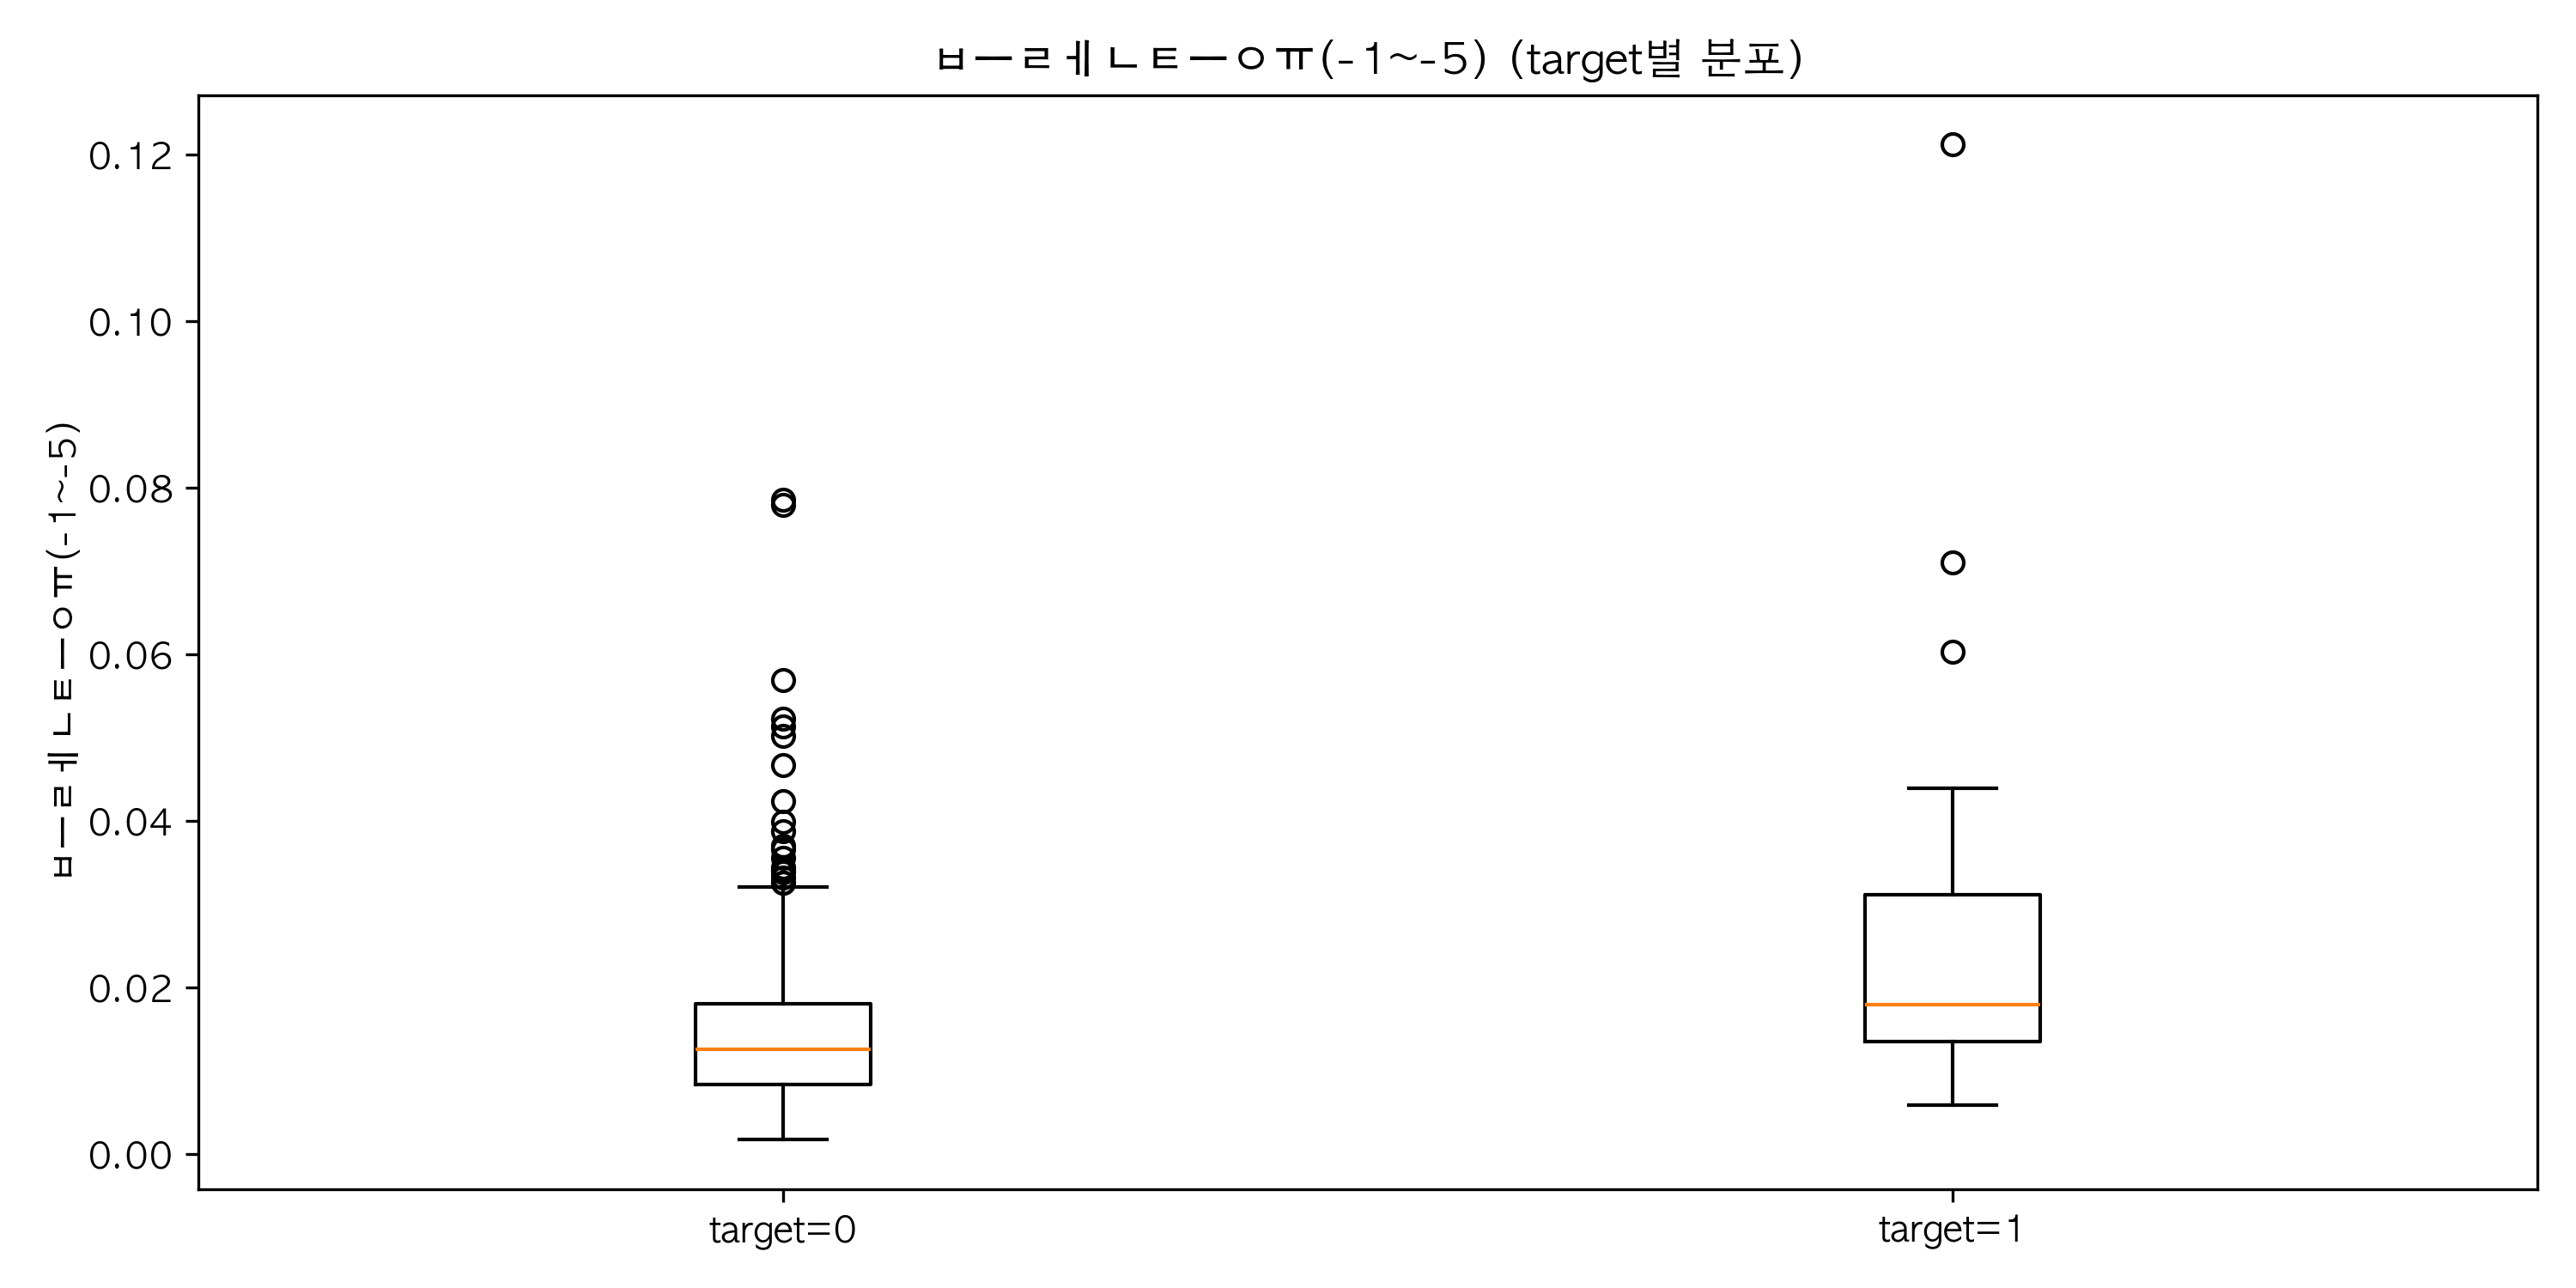 ㅂㅡㄹㅔㄴㅌㅡㅇㅠ(-1~-5) (target별 분포)
ㅂㅡㄹㅔㄴㅌㅡㅇㅠ(-1~-5)
0.12
0.10
0.08
0.06
0.04
0.02
0.00
target=0
target=1